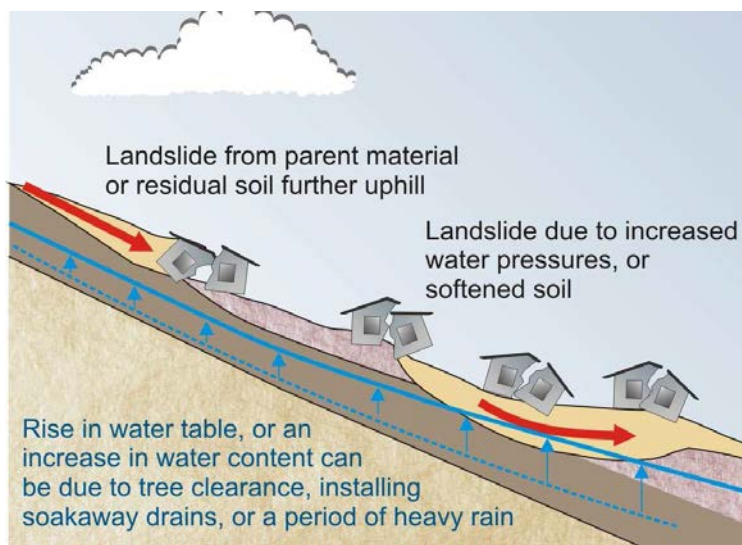 Landslide from parent material
or residual soil further uphill
Landslide due to increased
water pressures, or
softened soil
Rise in water table, or an
increase in water content can
be due to tree clearance, installing
soakaway drains, or a period of heavy rain